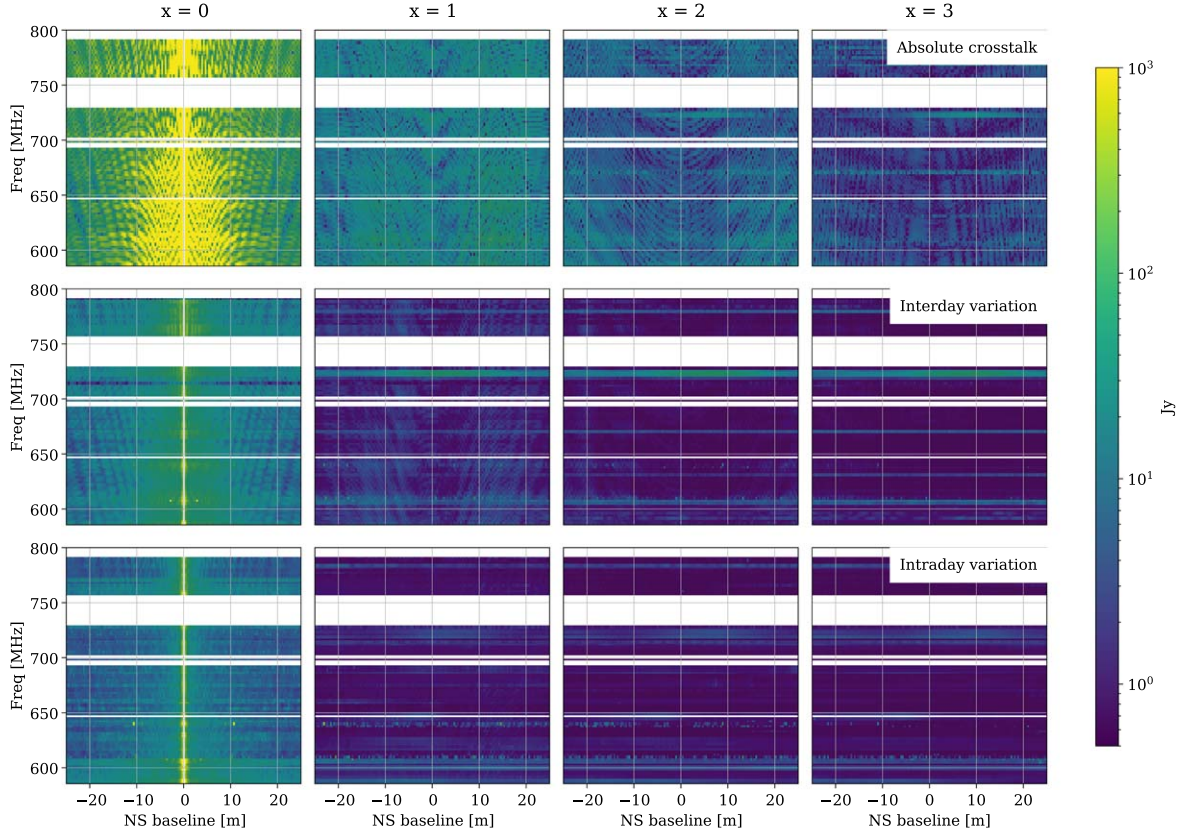 x = 0 x = 1 x = 2 x = 3
Absolute crosstalk
Freq [MHz]
800
750
700
650
600
Interday variation
Freq [MHz]
800
750
700
650
600
Intraday variation
Freq [MHz]
800
750
700
650
600
−20 −10 0 10 20 −20 −10 0 10 20 −20 −10 0 10 20 −20 −10 0 10 20
NS baseline [m] NS baseline [m] NS baseline [m] NS baseline [m]
10³
10²
10¹
10⁰
Jy